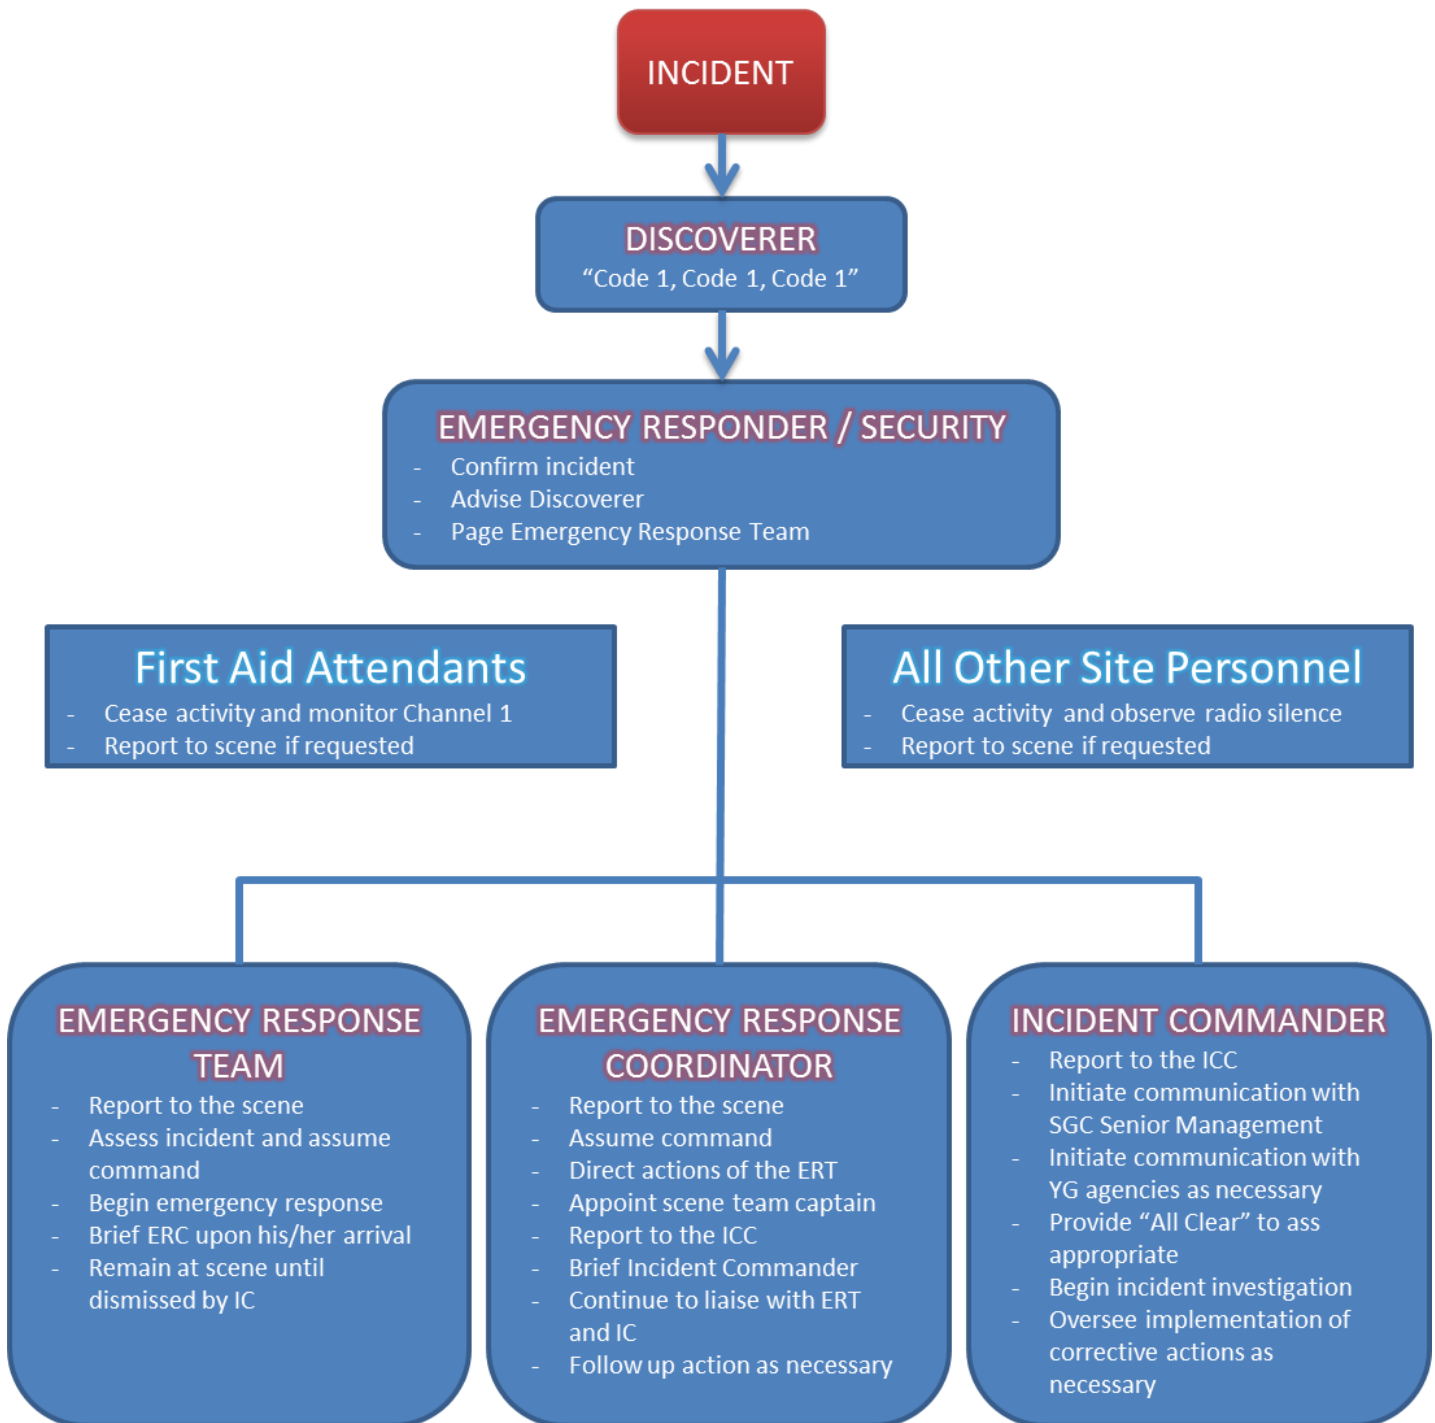 INCIDENT
DISCOVERER
“Code 1, Code 1, Code 1”
EMERGENCY RESPONDER / SECURITY
- Confirm incident
- Advise Discoverer
- Page Emergency Response Team
First Aid Attendants
- Cease activity and monitor Channel 1
- Report to scene if requested
All Other Site Personnel
- Cease activity and observe radio silence
- Report to scene if requested
EMERGENCY RESPONSE
TEAM
- Report to the scene
- Assess incident and assume
command
- Begin emergency response
- Brief ERC upon his/her arrival
- Remain at scene until
dismissed by IC
EMERGENCY RESPONSE
COORDINATOR
- Report to the scene
- Assume command
- Direct actions of the ERT
- Appoint scene team captain
- Report to the ICC
- Brief Incident Commander
- Continue to liaise with ERT
and IC
- Follow up action as necessary
INCIDENT COMMANDER
- Report to the ICC
- Initiate communication with
SGC Senior Management
- Initiate communication with
YG agencies as necessary
- Provide “All Clear” to ass
appropriate
- Begin incident investigation
- Oversee implementation of
corrective actions as
necessary